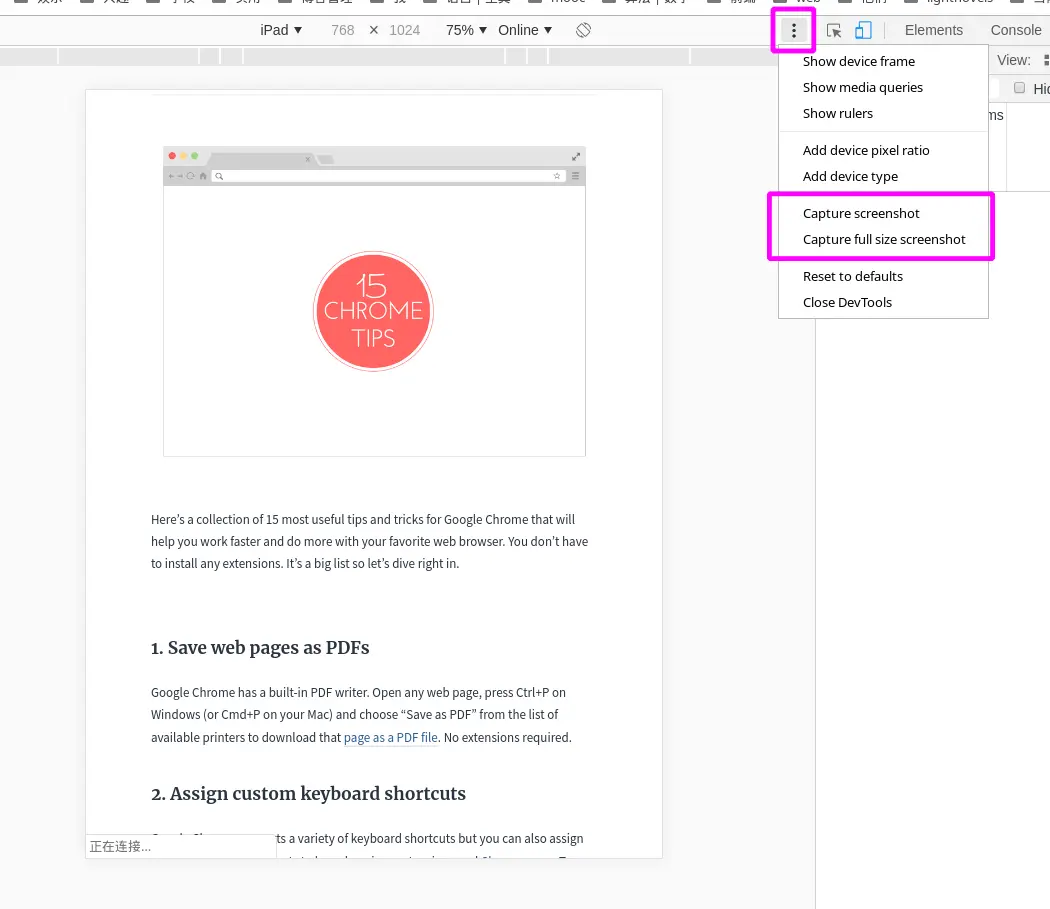 iPad ▼ 768 × 1024 75% ▼ Online ▼
Elements Console
View:
Show device frame
Show media queries
Show rulers
Add device pixel ratio
Add device type
Capture screenshot
Capture full size screenshot
Reset to defaults
Close DevTools
15
CHROME
TIPS
Here’s a collection of 15 most useful tips and tricks for Google Chrome that will
help you work faster and do more with your favorite web browser. You don’t have
to install any extensions. It’s a big list so let’s dive right in.
1. Save web pages as PDFs
Google Chrome has a built-in PDF writer. Open any web page, press Ctrl+P on
Windows (or Cmd+P on your Mac) and choose “Save as PDF” from the list of
available printers to download that page as a PDF file. No extensions required.
2. Assign custom keyboard shortcuts
a variety of keyboard shortcuts but you can also assign
正在连接...